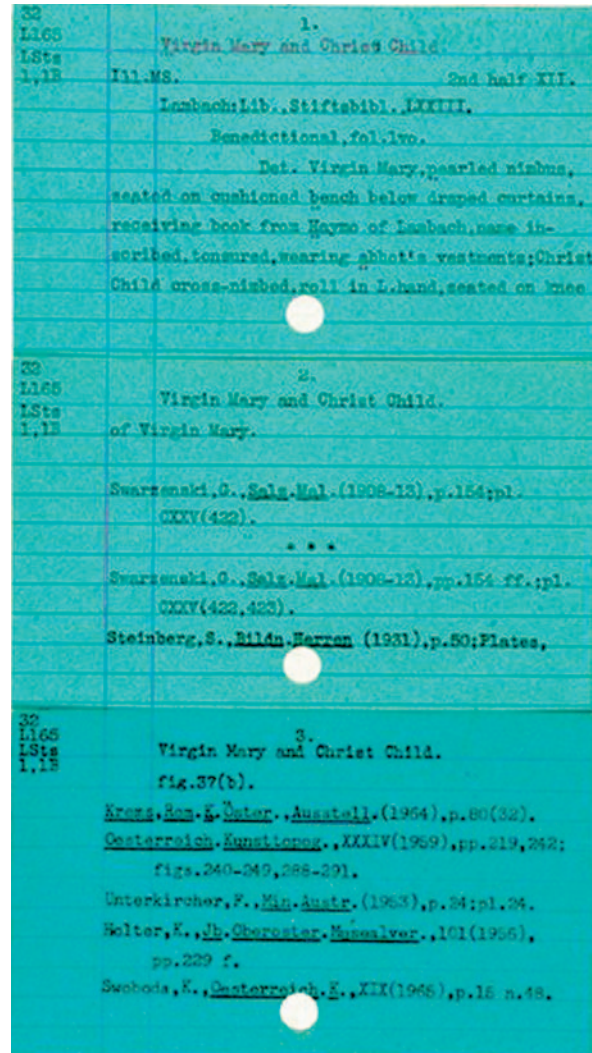 32
L165
LSts
1,1B
1.
Virgin Mary and Christ Child.
Ill.MS. 2nd half XII.
Lambach:Lib.,Stiftsbibl.,LXXIII.
Benedictional,fol.1vo.
Det. Virgin Mary,pearled nimbus,
seated on cushioned bench below draped curtains,
receiving book from Haymo of Lambach,name in-
scribed,tonsured,wearing abbot's vestments;Christ
Child cross-nimbed,roll in L.hand,seated on knee
32
L165
LSts
1,1B
2.
Virgin Mary and Christ Child.
of Virgin Mary.
Swarzenski,G.,Salz.Mal.(1908-13),p.154;pl.
CXXV(422).
* * *
Swarzenski,G.,Salz.Mal.(1908-13),pp.154 ff.;pl.
CXXV(422,423).
Steinberg,S.,Bildn.Herren (1931),p.50;Plates,
32
L165
LSts
1,1B
3.
Virgin Mary and Christ Child.
fig.37(b).
Krems,Rom.K.Öster.,Ausstell.(1964),p.80(32).
Oesterreich.Kunsttopog.,XXXIV(1959),pp.219,242;
figs.240-249,288-291.
Unterkircher,F.,Min.Austr.(1953),p.24;pl.24.
Holter,K.,Jb.Oberoster.Musealver.,101(1956),
pp.229 f.
Swoboda,K.,Oesterreich.K.,XIX(1965),p.15 n.48.